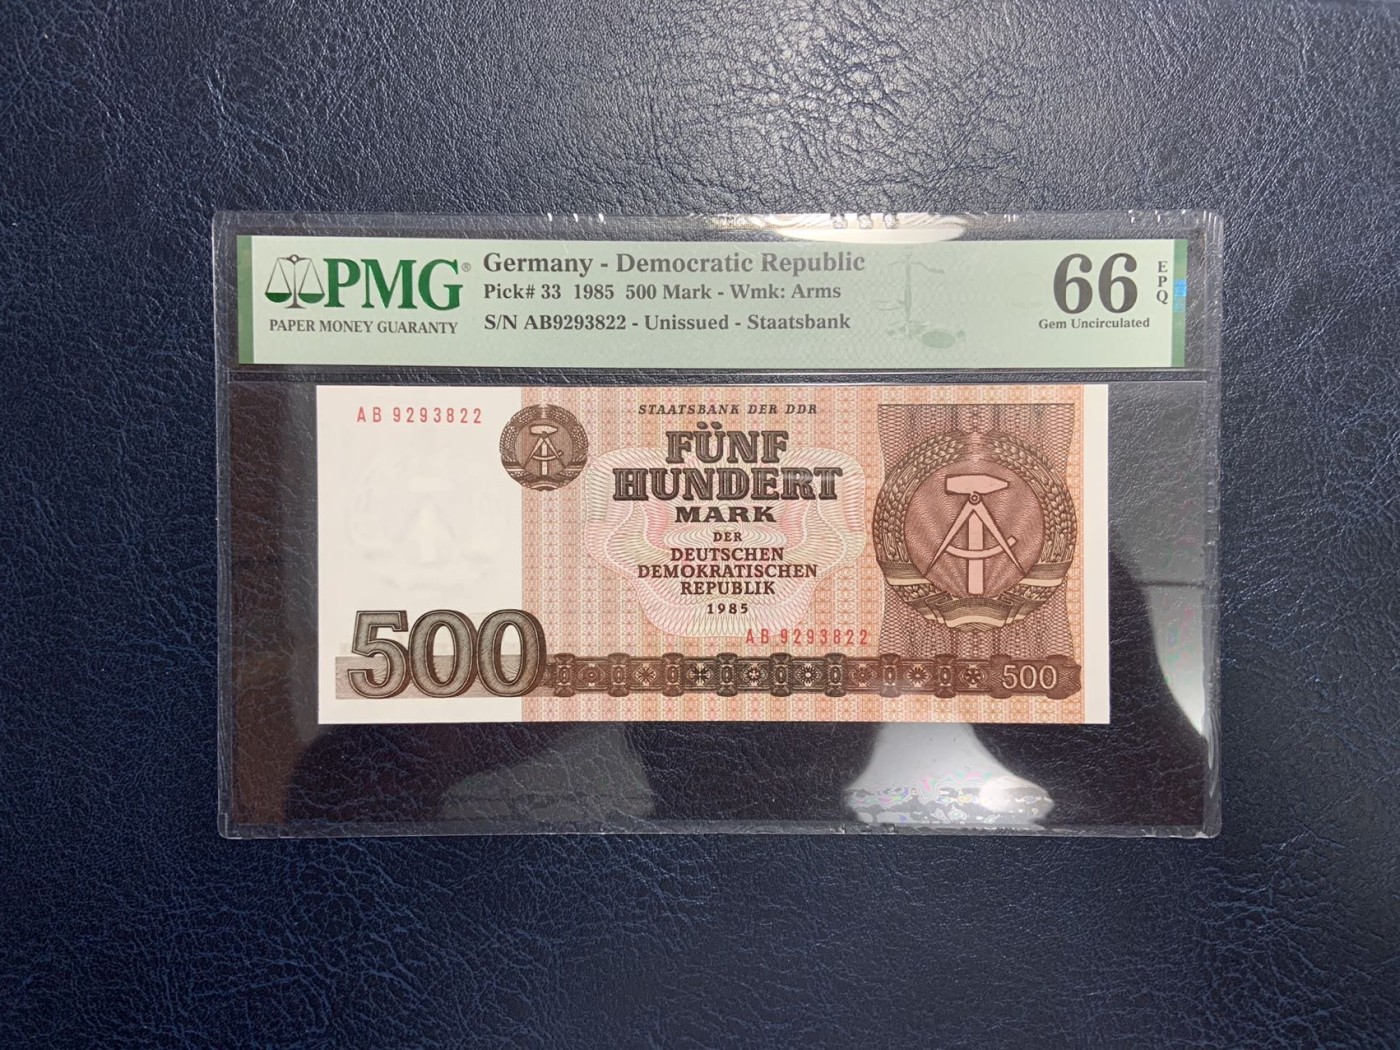 PMG®
PAPER MONEY GUARANTY
Germany - Democratic Republic
Pick# 33 1985 500 Mark - Wmk: Arms
S/N AB9293822 - Unissued - Staatsbank
66
EPQ
Gem Uncirculated
AB 9293822
STAATSBANK DER DDR
FÜNF
HUNDERT
MARK
DER
DEUTSCHEN
DEMOKRATISCHEN
REPUBLIK
1985
AB 9293822
500
500